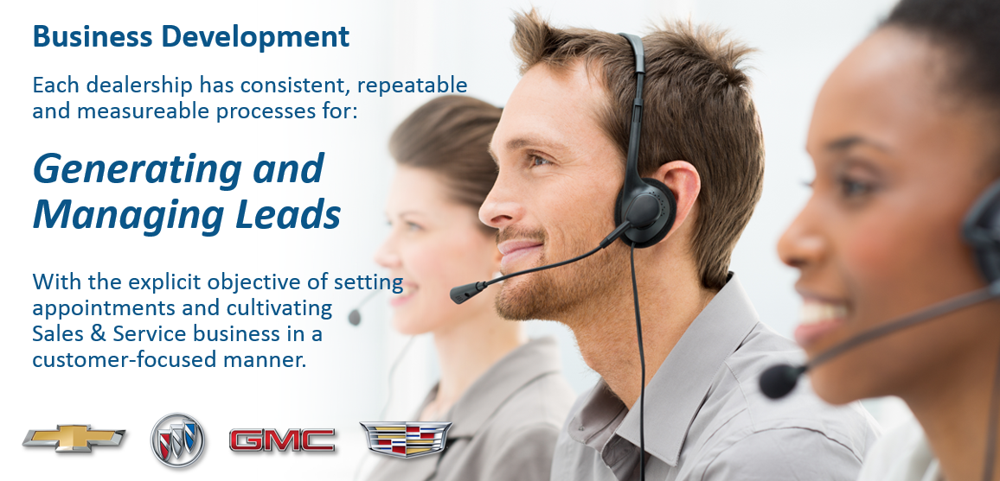 Business Development
Each dealership has consistent, repeatable
and measureable processes for:
Generating and
Managing Leads
With the explicit objective of setting
appointments and cultivating
Sales & Service business in a
customer-focused manner.
GMC